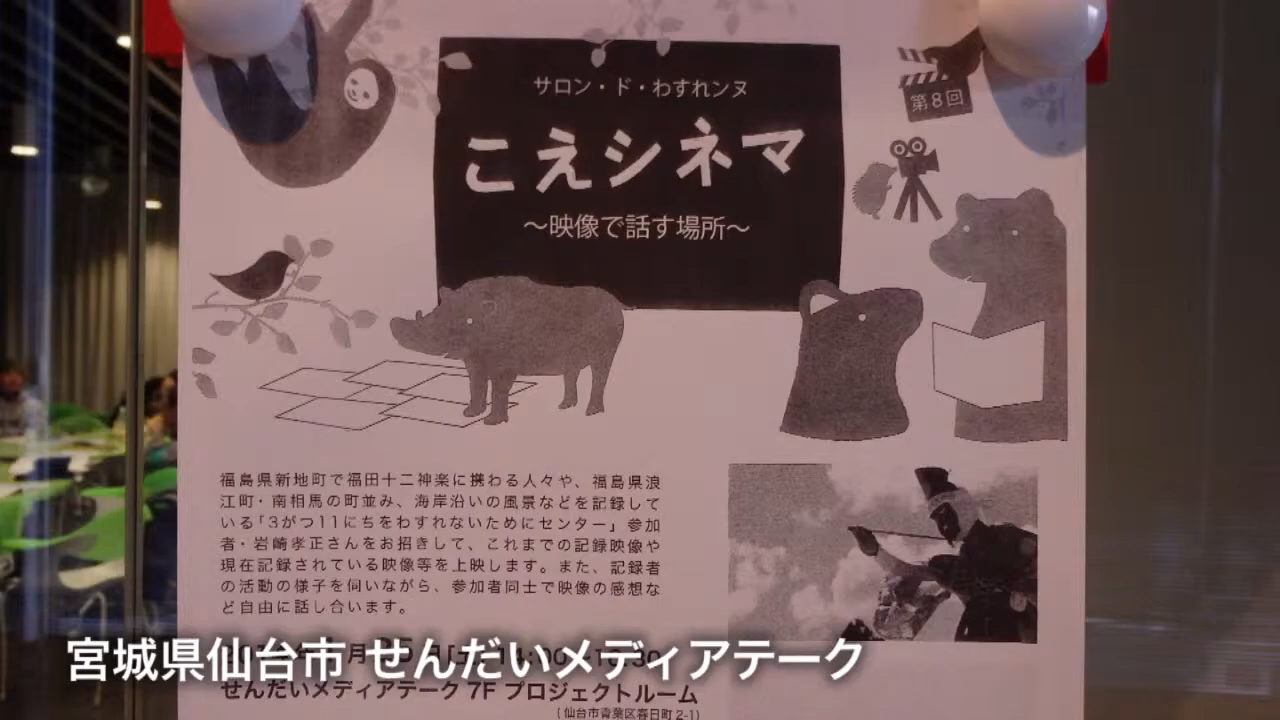 サロン・ド・わすれンヌ
第8回
こえシネマ
〜映像で話す場所〜
福島県新地町で福田十二神楽に携わる人々や、福島県浪
江町・南相馬の町並み、海岸沿いの風景などを記録して
いる「3がつ11にちをわすれないためにセンター」参加
者・岩崎孝正さんをお招きして、これまでの記録映像や
現在記録されている映像等を上映します。また、記録者
の活動の様子を伺いながら、参加者同士で映像の感想な
ど自由に話し合います。
宮城県仙台市 せんだいメディアテーク
せんだいメディアテーク 7F プロジェクトルーム
(仙台市青葉区春日町2-1)